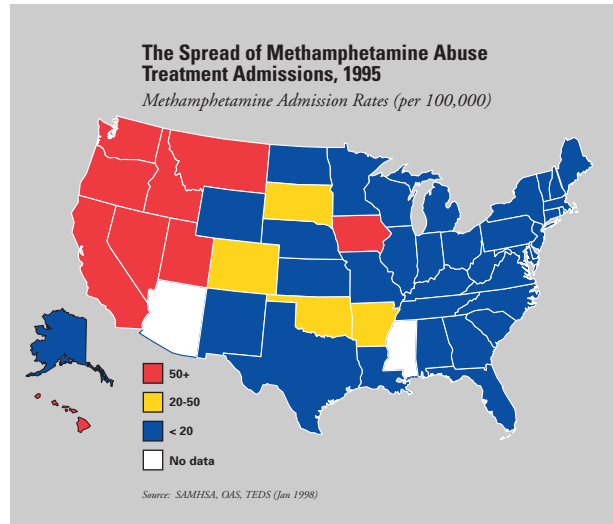 The Spread of Methamphetamine Abuse
Treatment Admissions, 1995
Methamphetamine Admission Rates (per 100,000)
50+
20-50
< 20
No data
Source: SAMHSA, OAS, TEDS (Jan 1998)